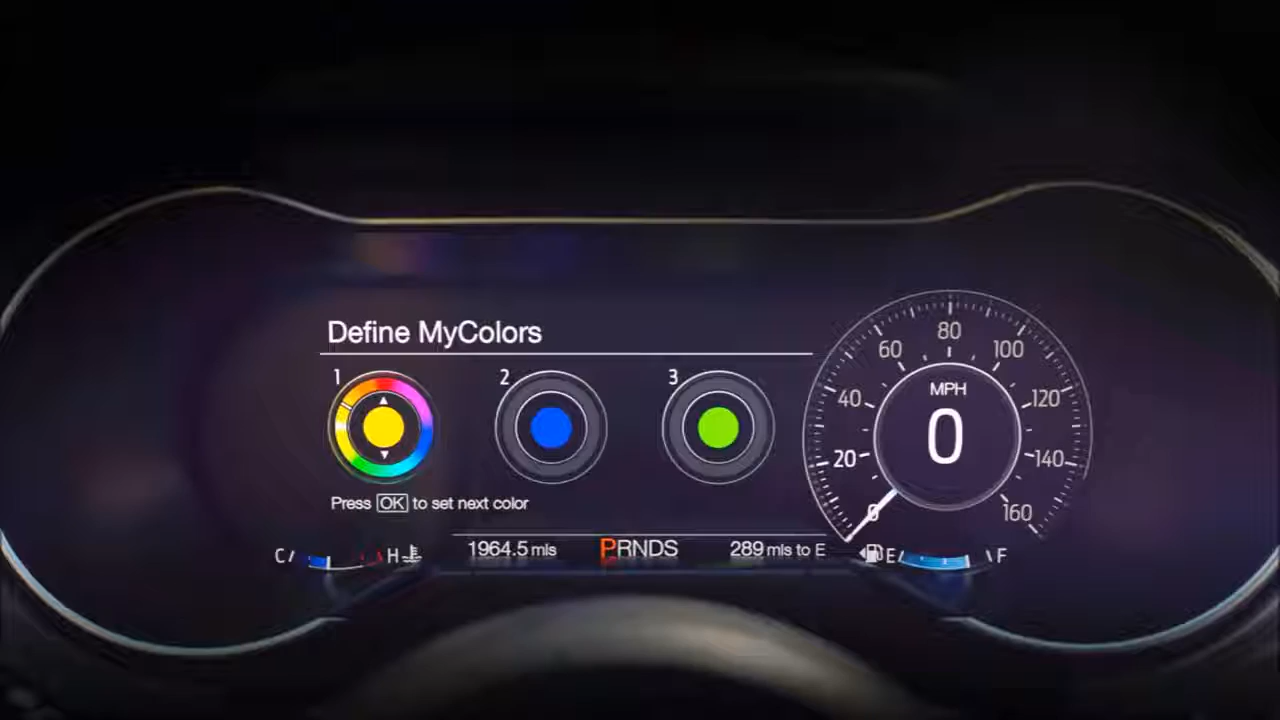 Define MyColors
1
2
3
Press OK to set next color
0
20
40
60
80
100
120
140
160
MPH
0
C
H
1964.5 mls
PRNDS
289 mls to E
E
F